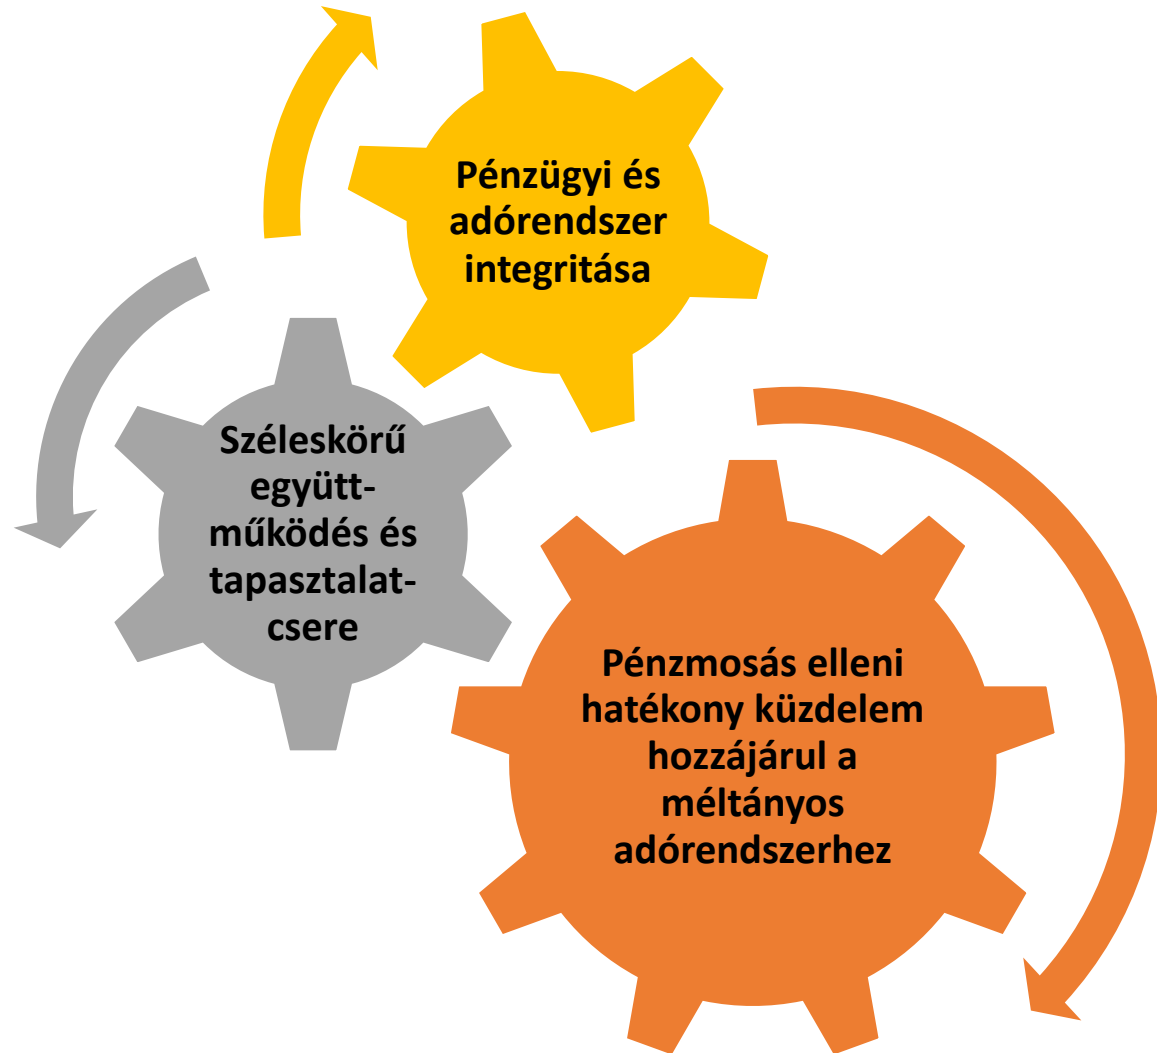 Pénzügyi és
adórendszer
integritása
Széleskörű
együtt-
működés és
tapasztalat-
csere
Pénzmosás elleni
hatékony küzdelem
hozzájárul a
méltányos
adórendszerhez